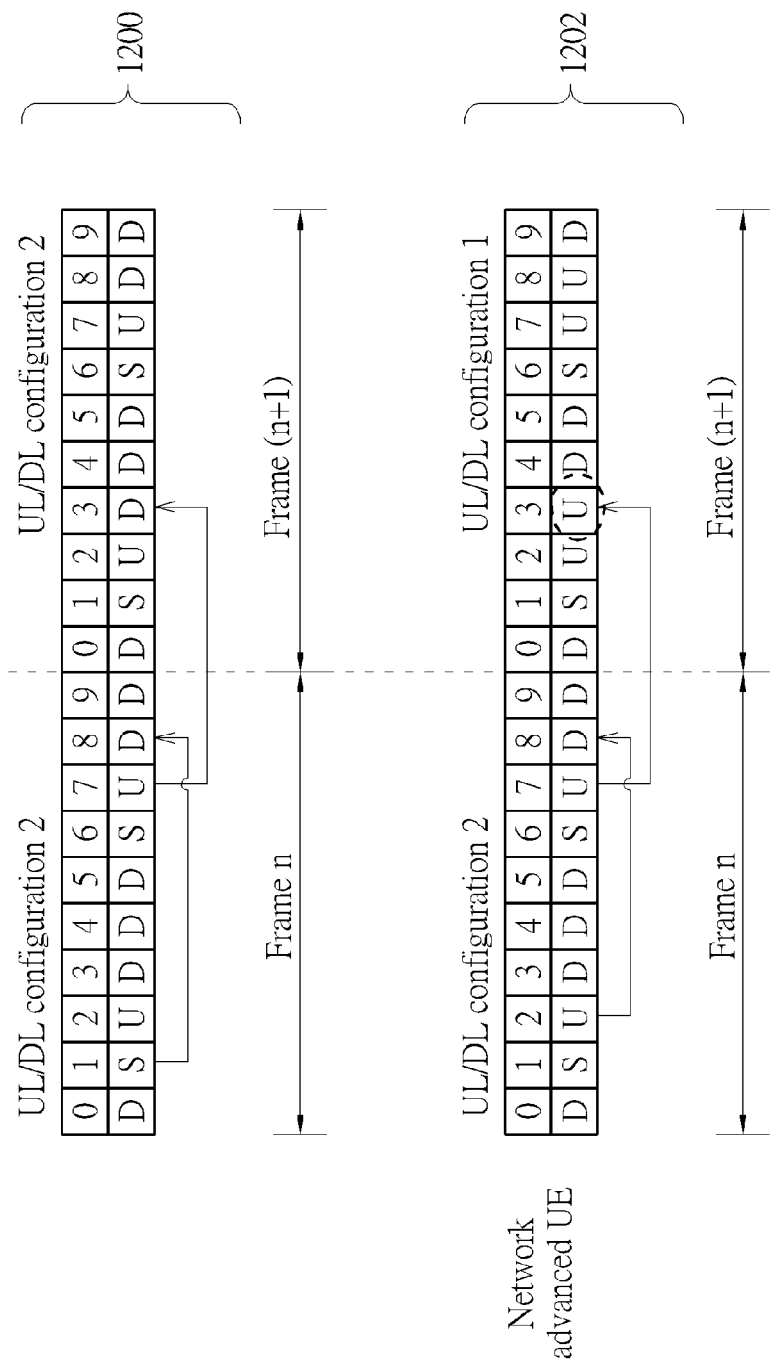 UL/DL configuration 2 UL/DL configuration 2
0 1 2 3 4 5 6 7 8 9 0 1 2 3 4 5 6 7 8 9
D S U D D D S U D D D S U D D D S U D D
Frame n Frame (n+1)
1200
Network
advanced UE
UL/DL configuration 2 UL/DL configuration 1
0 1 2 3 4 5 6 7 8 9 0 1 2 3 4 5 6 7 8 9
D S U D D D S U D D D S U U D D S U U D
Frame n Frame (n+1)
1202